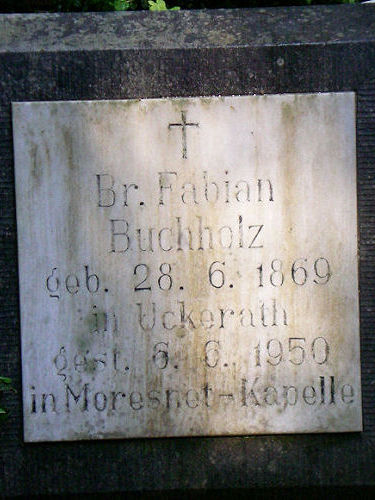 Br. Fabian
Buchholz
geb. 28. 6. 1869
in Uckerath
gest. 6. 6. 1950
in Moresnet-Kapelle